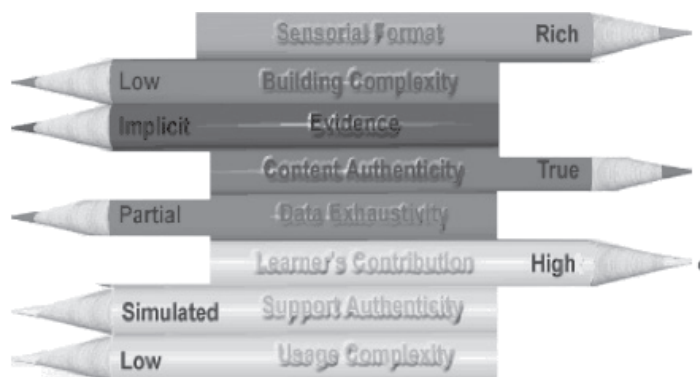 Sensorial Format Rich
Low Building Complexity
Implicit Evidence
Content Authenticity True
Partial Data Exhaustivity
Learner's Contribution High
Simulated Support Authenticity
Low Usage Complexity